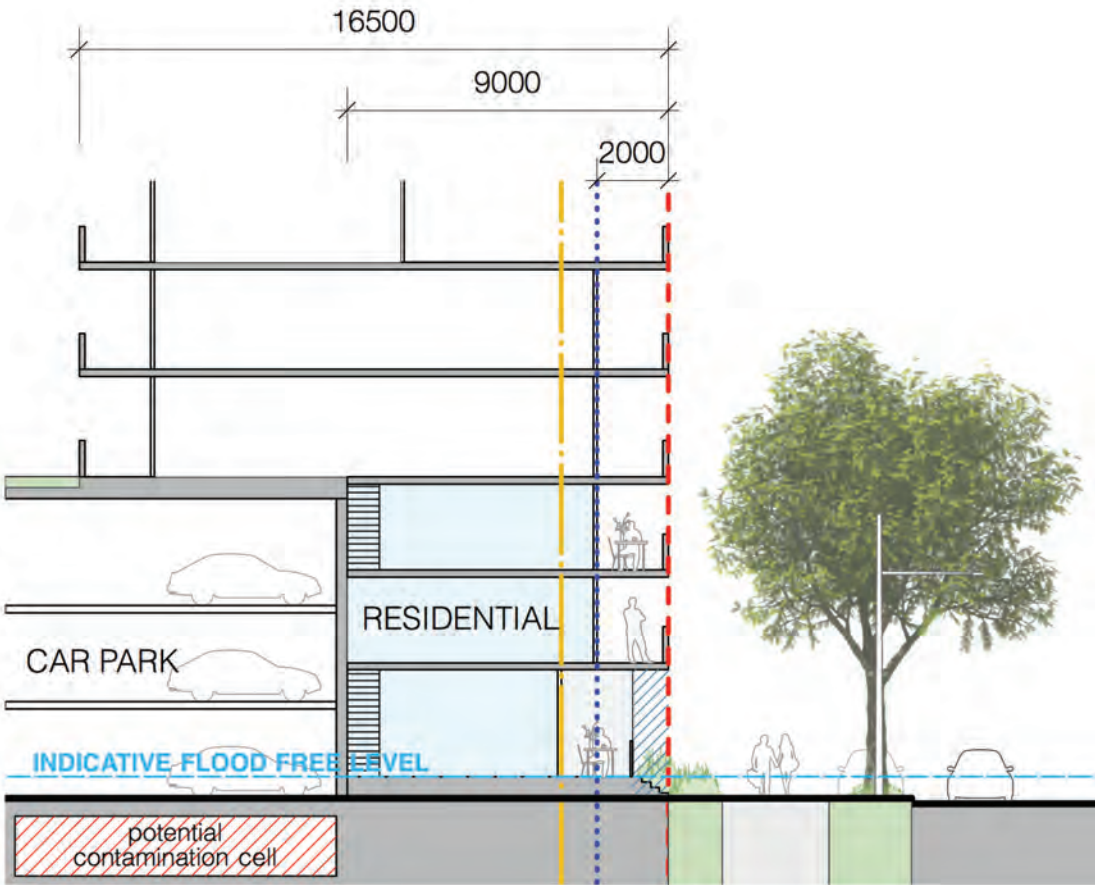 16500
9000
2000
RESIDENTIAL
CAR PARK
INDICATIVE FLOOD FREE LEVEL
potential
contamination cell